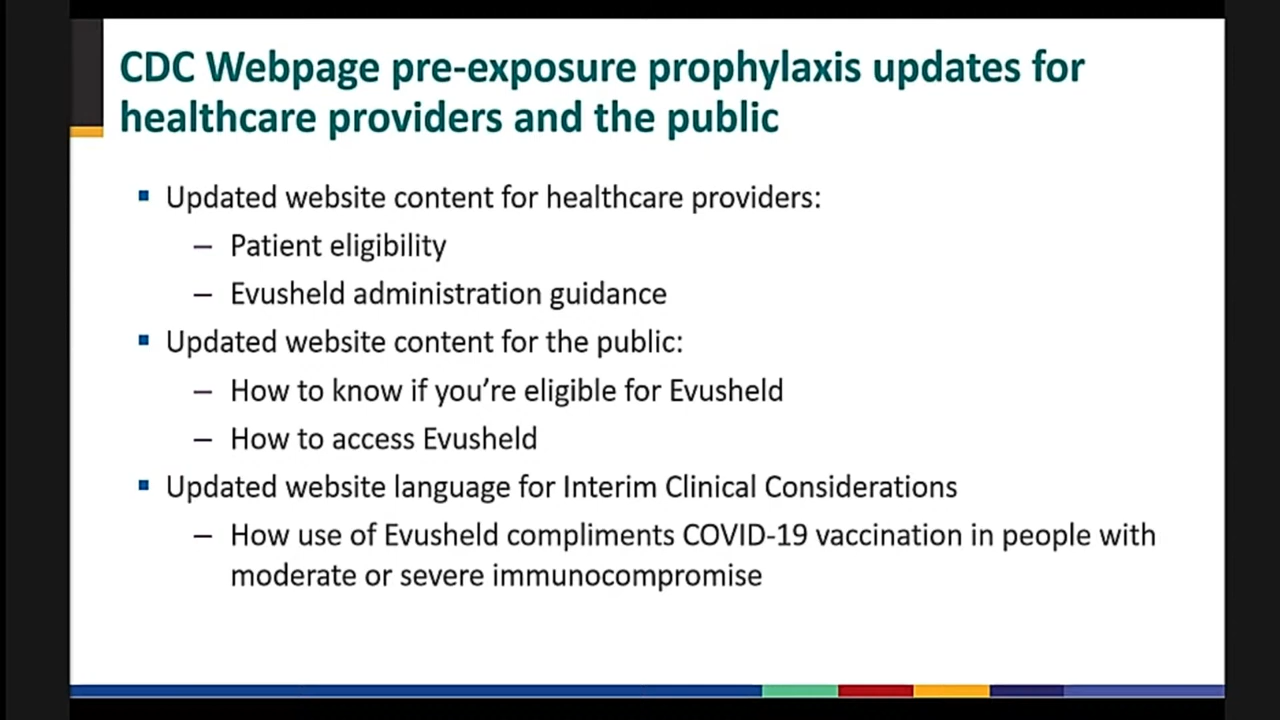 CDC Webpage pre-exposure prophylaxis updates for
healthcare providers and the public
▪ Updated website content for healthcare providers:
– Patient eligibility
– Evusheld administration guidance
▪ Updated website content for the public:
– How to know if you’re eligible for Evusheld
– How to access Evusheld
▪ Updated website language for Interim Clinical Considerations
– How use of Evusheld compliments COVID-19 vaccination in people with
moderate or severe immunocompromise